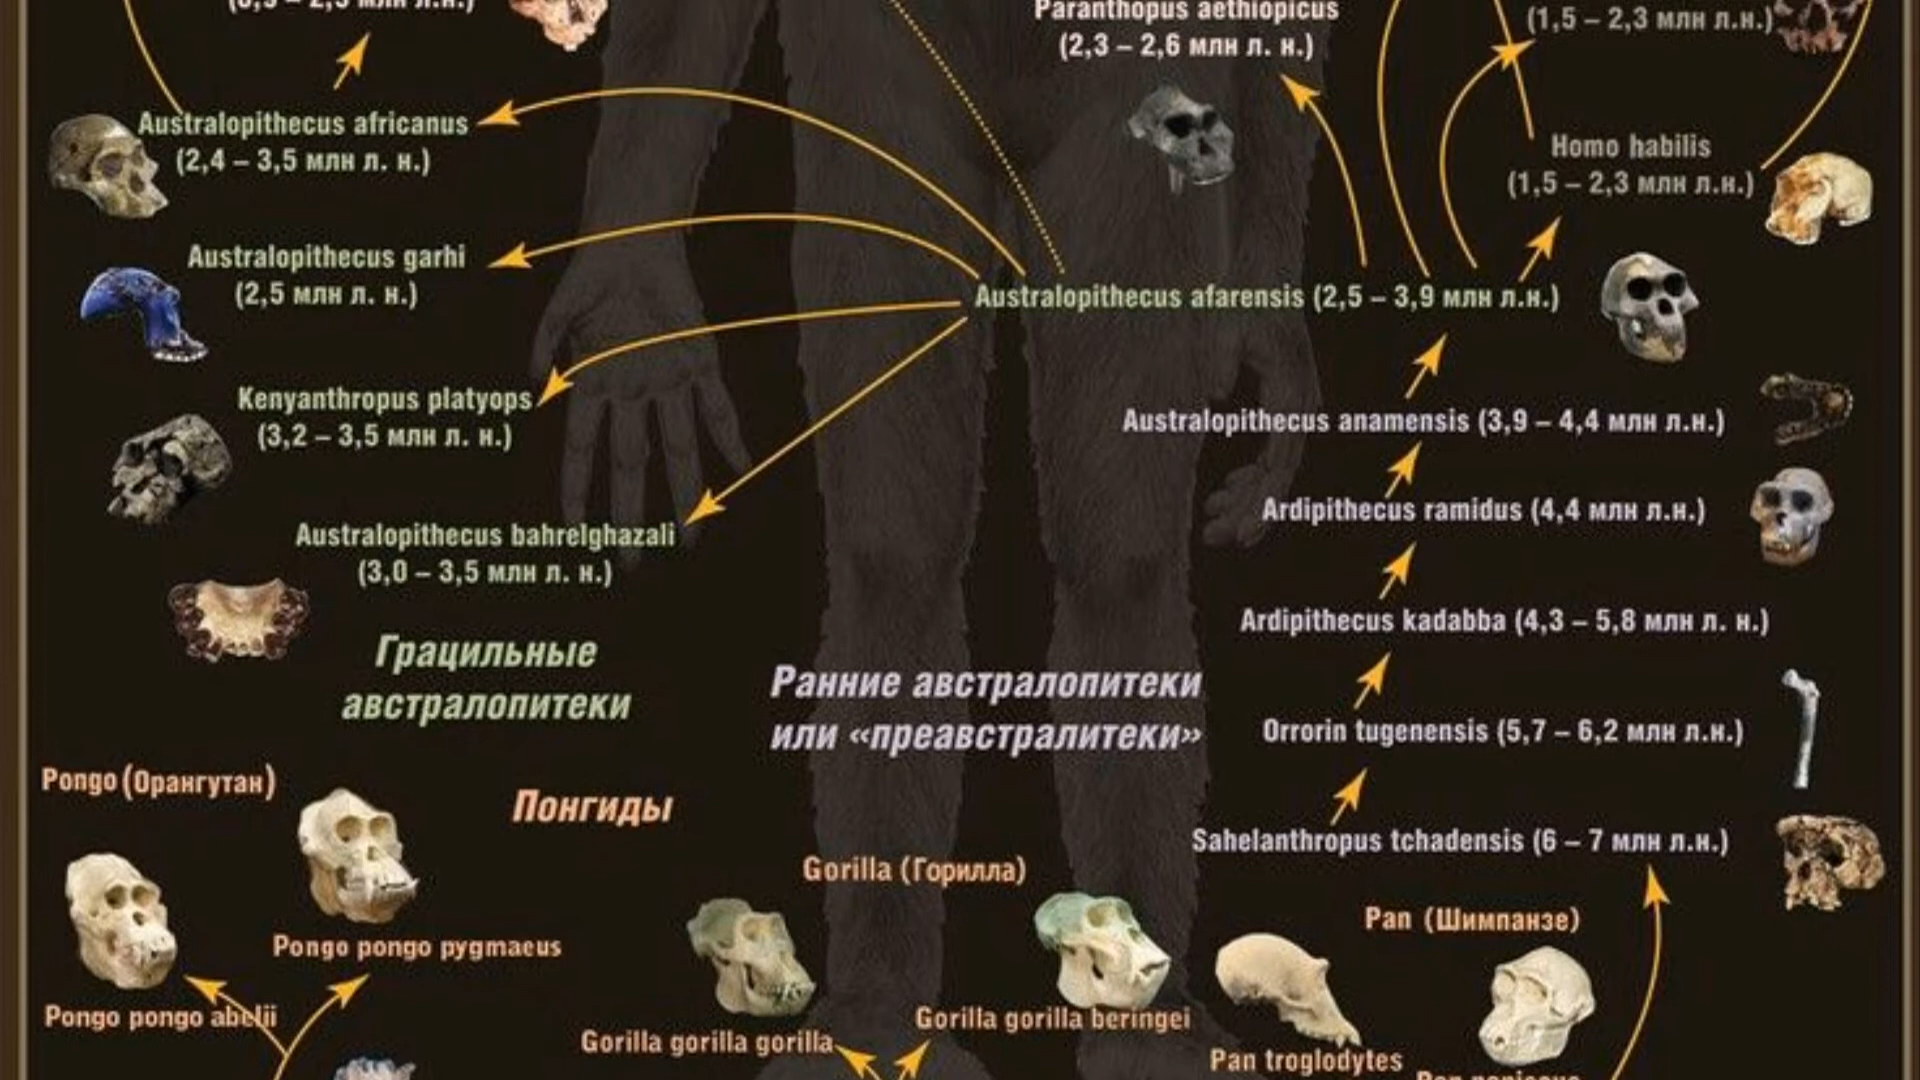 Paranthopus aethiopicus
(2,3 – 2,6 млн л. н.)
(1,5 – 2,3 млн л.н.)
Australopithecus africanus
(2,4 – 3,5 млн л. н.)
Homo habilis
(1,5 – 2,3 млн л.н.)
Australopithecus garhi
(2,5 млн л. н.)
Australopithecus afarensis (2,5 – 3,9 млн л.н.)
Kenyanthropus platyops
(3,2 – 3,5 млн л. н.)
Australopithecus anamensis (3,9 – 4,4 млн л.н.)
Ardipithecus ramidus (4,4 млн л.н.)
Australopithecus bahrelghazali
(3,0 – 3,5 млн л. н.)
Ardipithecus kadabba (4,3 – 5,8 млн л. н.)
Грацильные
австралопитеки
Ранние австралопитеки
или «преавстралитеки»
Orrorin tugenensis (5,7 – 6,2 млн л.н.)
Pongo (Орангутан)
Понгиды
Sahelanthropus tchadensis (6 – 7 млн л.н.)
Gorilla (Горилла)
Pan (Шимпанзе)
Pongo pongo pygmaeus
Pongo pongo abelii
Gorilla gorilla beringei
Gorilla gorilla gorilla
Pan troglodytes